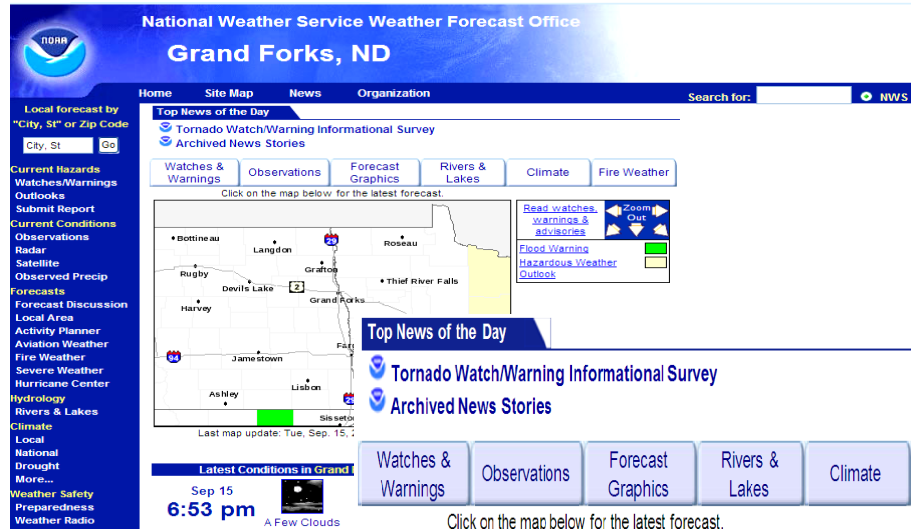 NOAA
National Weather Service Weather Forecast Office
Grand Forks, ND
Home Site Map News Organization
Search for: NWS
Local forecast by
"City, St" or Zip Code
City, St Go
Current Hazards
Watches/Warnings
Outlooks
Submit Report
Current Conditions
Observations
Radar
Satellite
Observed Precip
Forecasts
Forecast Discussion
Local Area
Activity Planner
Aviation Weather
Fire Weather
Severe Weather
Hurricane Center
Hydrology
Rivers & Lakes
Climate
Local
National
Drought
More...
Weather Safety
Preparedness
Weather Radio
Top News of the Day
Tornado Watch/Warning Informational Survey
Archived News Stories
Watches & Warnings
Observations
Forecast Graphics
Rivers & Lakes
Climate
Fire Weather
Click on the map below for the latest forecast.
Bottineau
Langdon
29
Roseau
Rugby
Grafton
Devils Lake
2
Thief River Falls
Grand Forks
Harvey
94
Jamestown
Ashley
Lisbon
Read watches, warnings & advisories
Zoom Out
Flood Warning
Hazardous Weather Outlook
Last map update: Tue, Sep. 15,
Latest Conditions in Grand
Sep 15
6:53 pm
A Few Clouds
Top News of the Day
Tornado Watch/Warning Informational Survey
Archived News Stories
Watches & Warnings
Observations
Forecast Graphics
Rivers & Lakes
Climate
Click on the map below for the latest forecast.